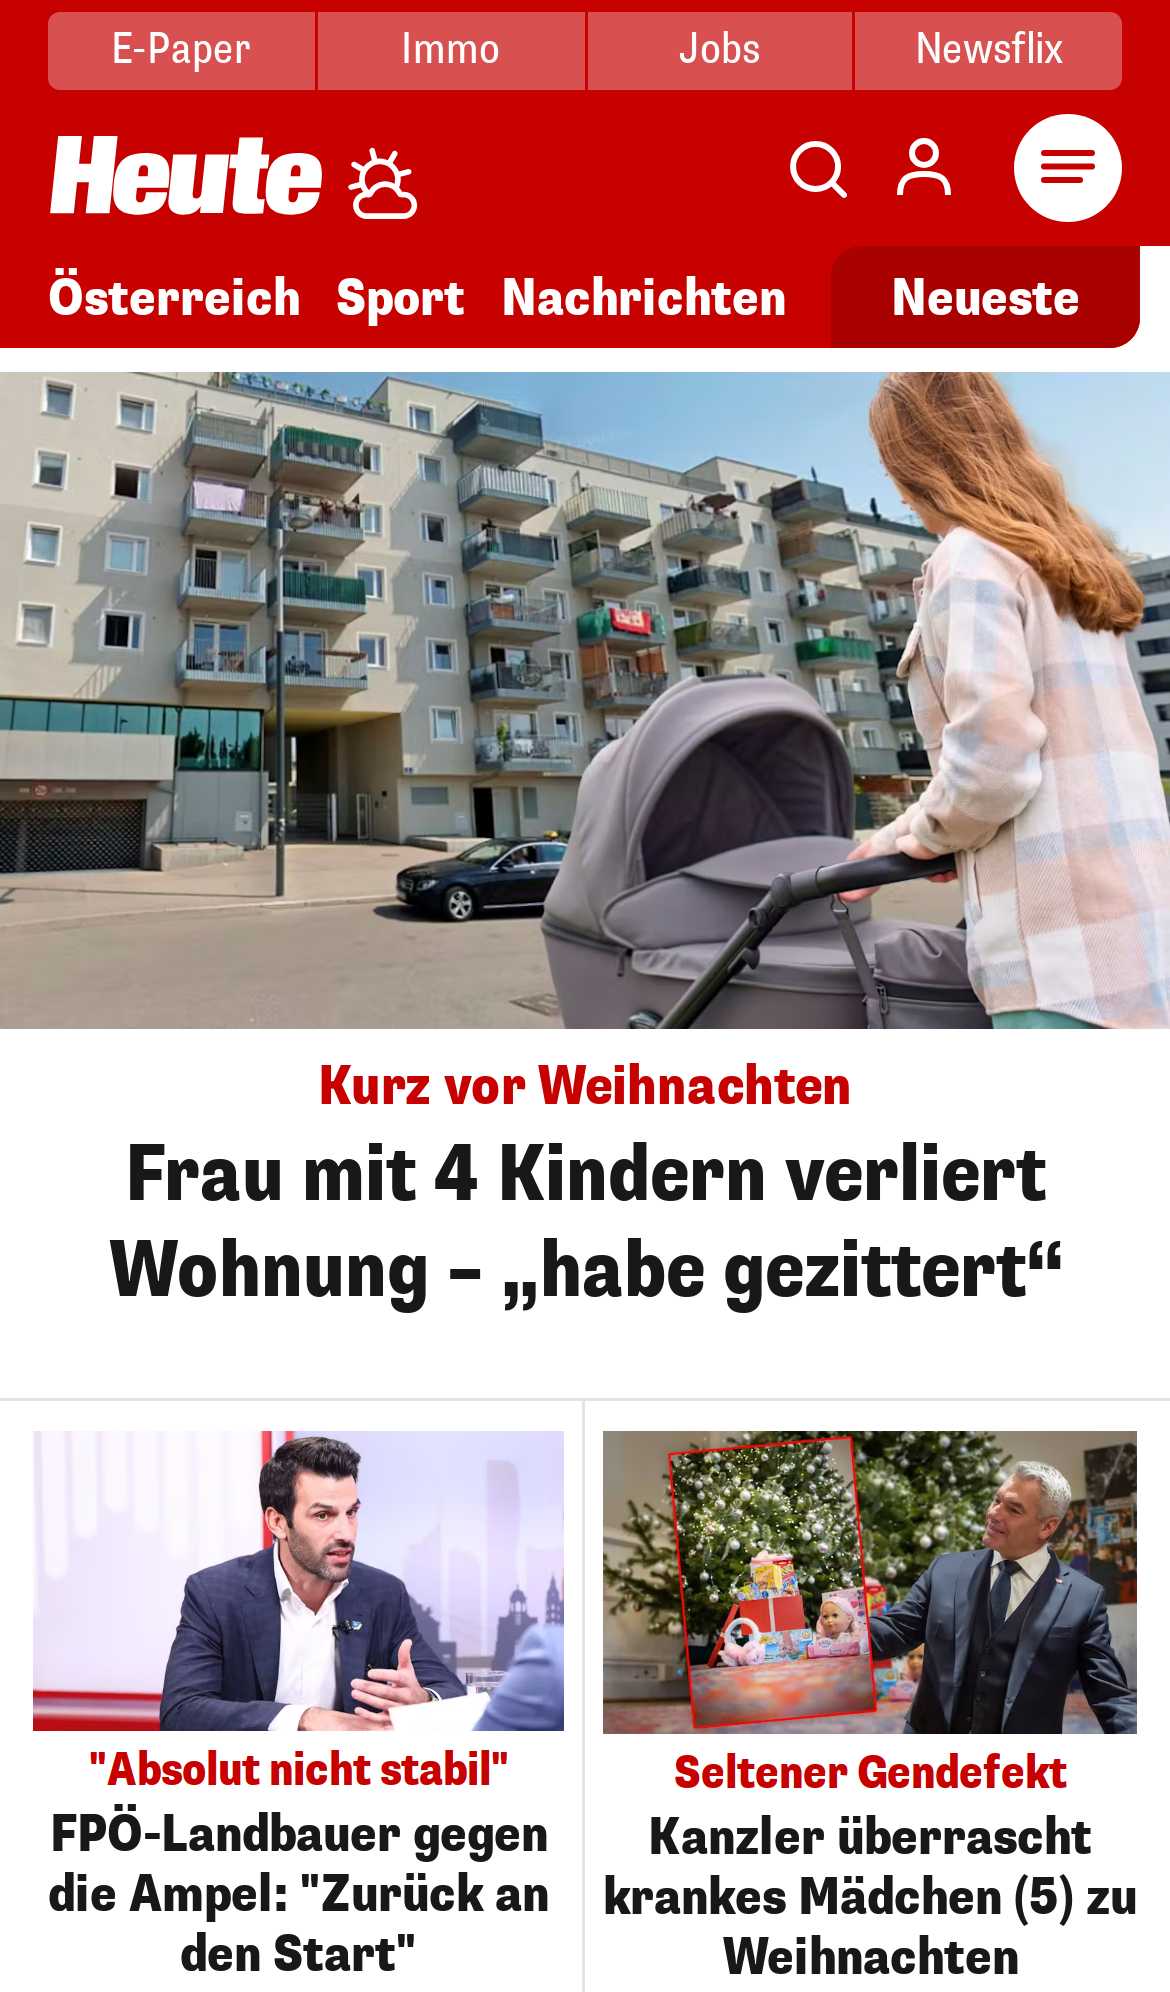 E-Paper
Immo
Jobs
Newsflix
Heute
Österreich
Sport
Nachrichten
Neueste
Kurz vor Weihnachten
Frau mit 4 Kindern verliert
Wohnung – „habe gezittert“
"Absolut nicht stabil"
FPÖ-Landbauer gegen
die Ampel: "Zurück an
den Start"
Seltener Gendefekt
Kanzler überrascht
krankes Mädchen (5) zu
Weihnachten